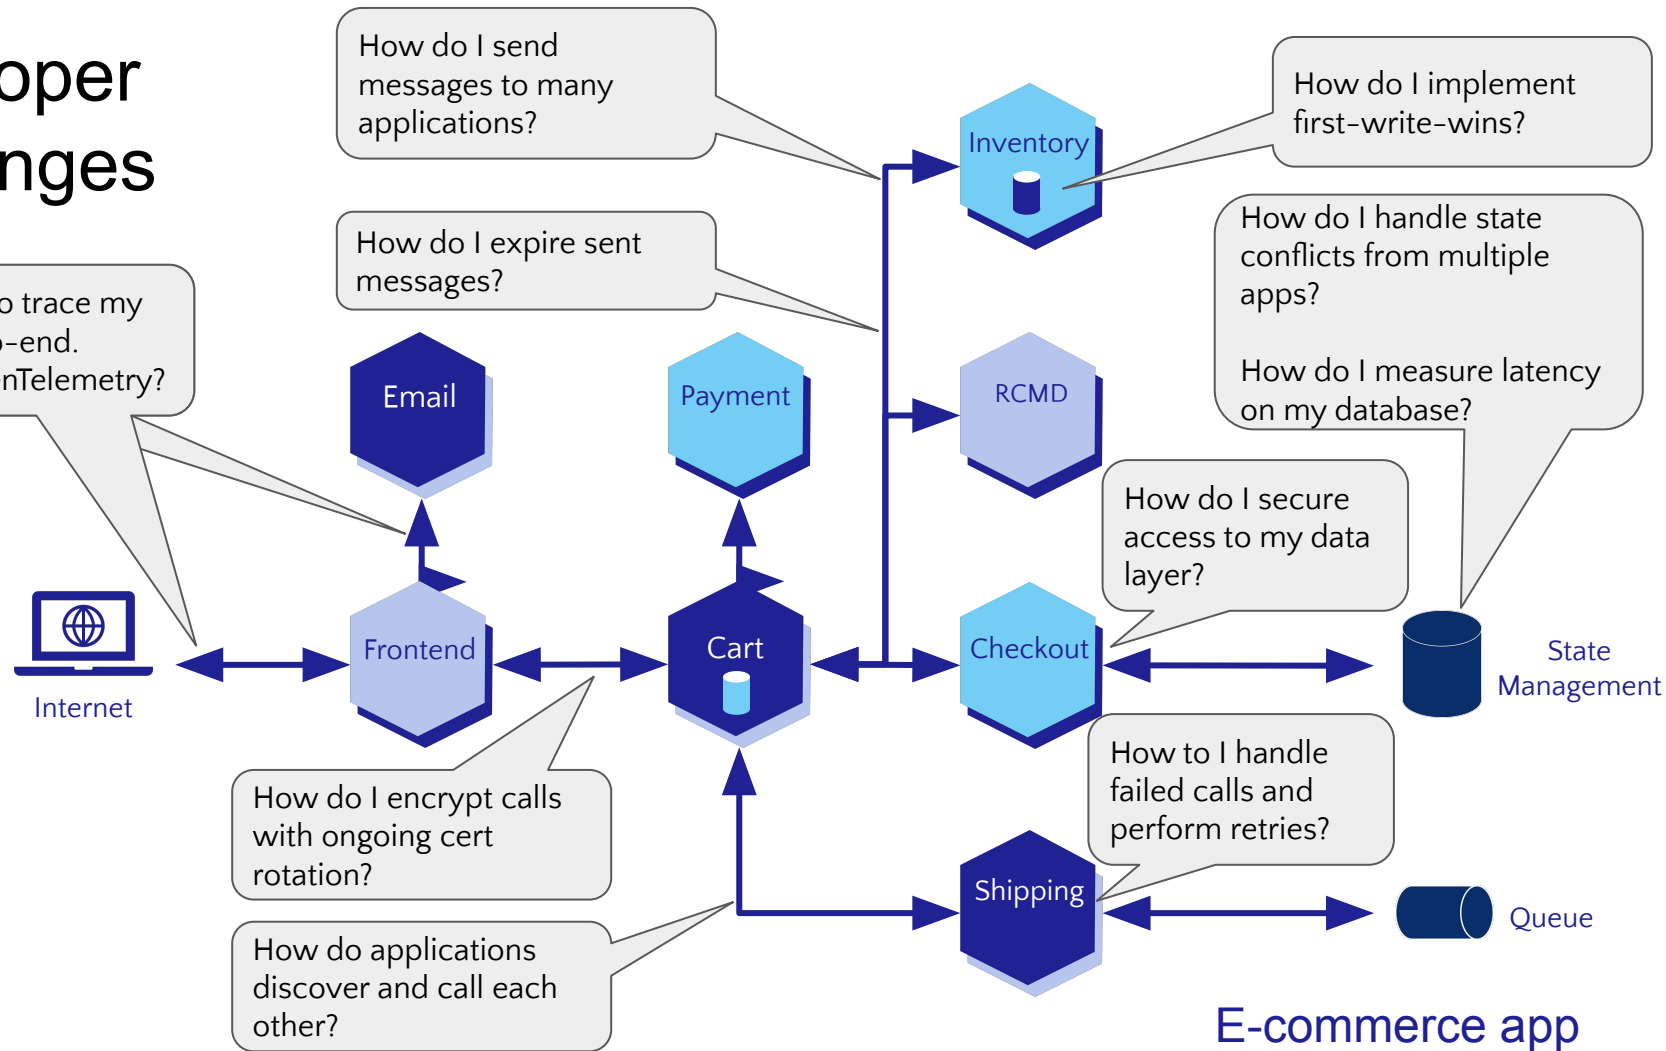 oper
nges
How do I send
messages to many
applications?
How do I implement
first-write-wins?
Inventory
How do I expire sent
messages?
How do I handle state
conflicts from multiple
apps?
How do I measure latency
on my database?
o trace my
-end.
nTelemetry?
Email
Payment
RCMD
How do I secure
access to my data
layer?
Internet
Frontend
Cart
Checkout
State
Management
How do I encrypt calls
with ongoing cert
rotation?
How to I handle
failed calls and
perform retries?
Shipping
Queue
How do applications
discover and call each
other?
E-commerce app